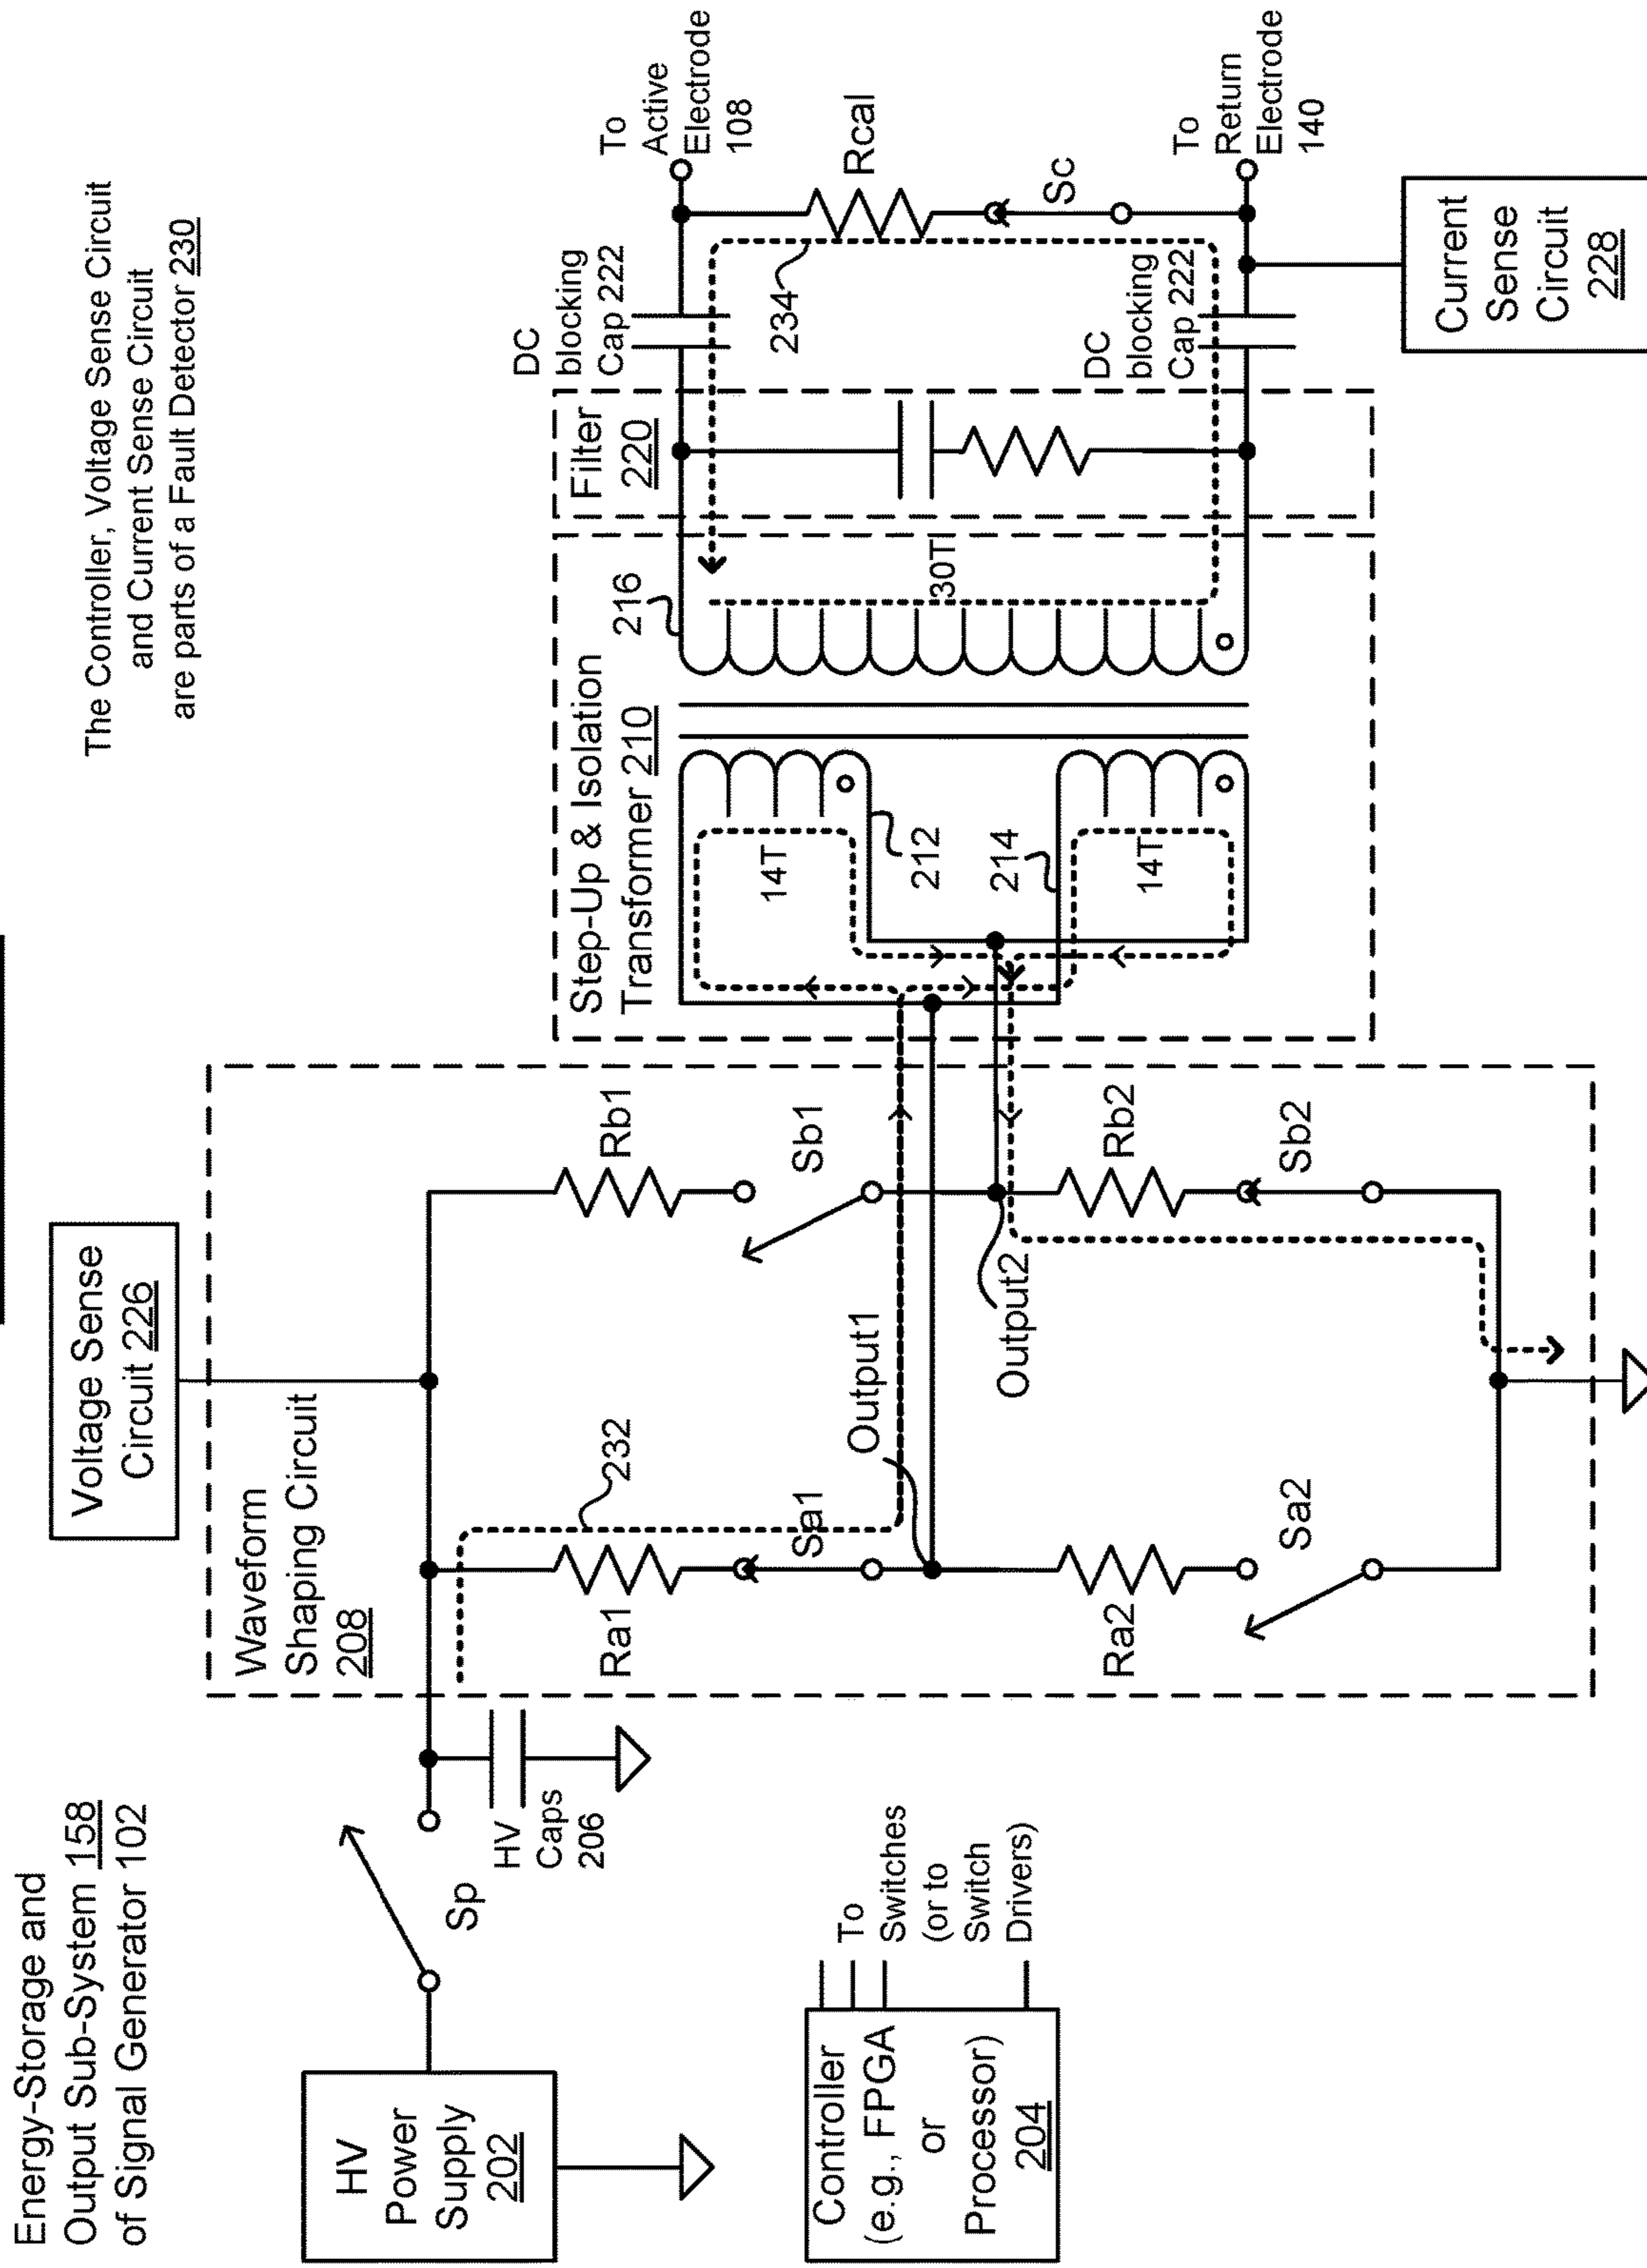 Energy-Storage and
Output Sub-System 158
of Signal Generator 102
The Controller, Voltage Sense Circuit
and Current Sense Circuit
are parts of a Fault Detector 230
Voltage Sense
Circuit 226
HV
Power
Supply
202
Sp
HV
Caps
206
Waveform
Shaping Circuit
208
232
Ra1
Sa1
Rb1
Sb1
Output1
Output2
Ra2
Sa2
Rb2
Sb2
Controller
(e.g., FPGA
or
Processor)
204
To
Switches
(or to
Switch
Drivers)
Step-Up & Isolation
Transformer 210
14T
212
214
14T
216
30T
Filter
220
DC
blocking
Cap 222
234
DC
blocking
Cap 222
Rcal
Sc
To
Active
Electrode
108
To
Return
Electrode
140
Current
Sense
Circuit
228